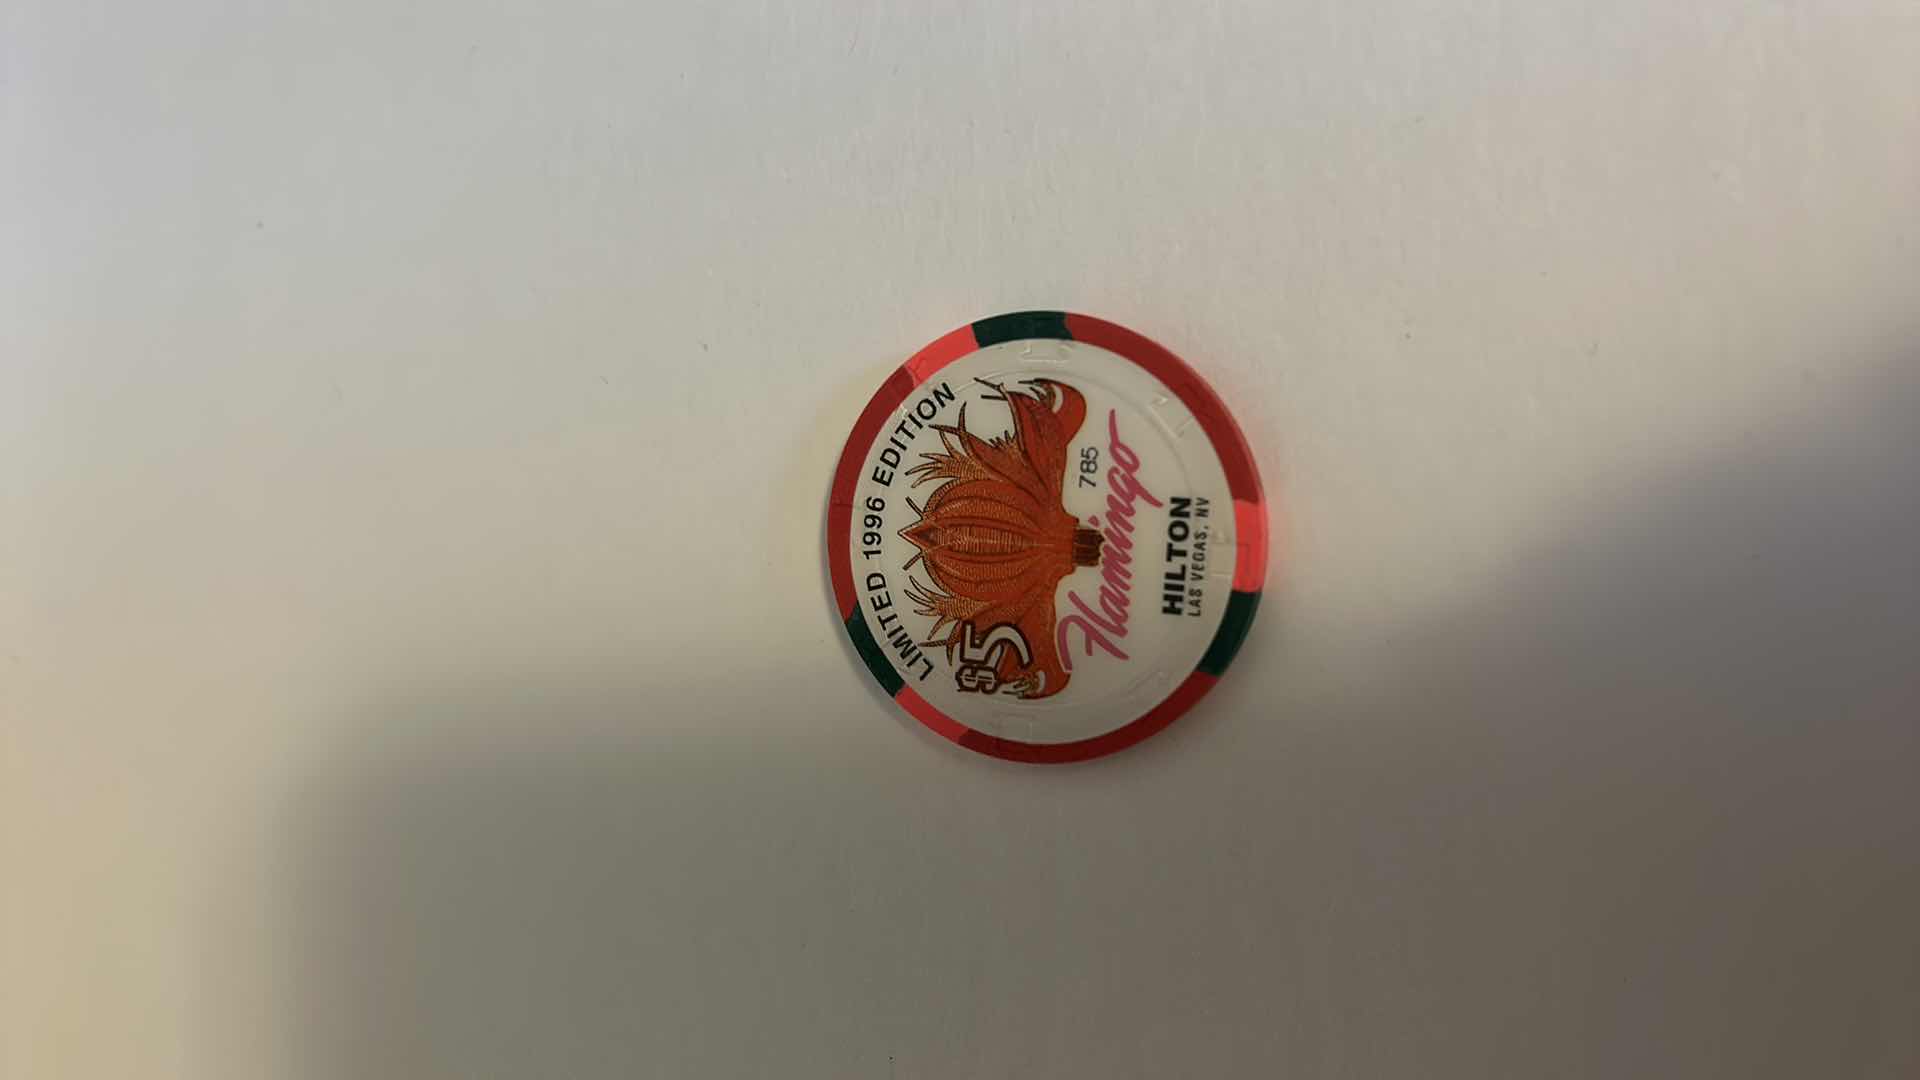 LIMITED 1996 EDITION
$5
785
Flamingo
HILTON
LAS VEGAS, NV